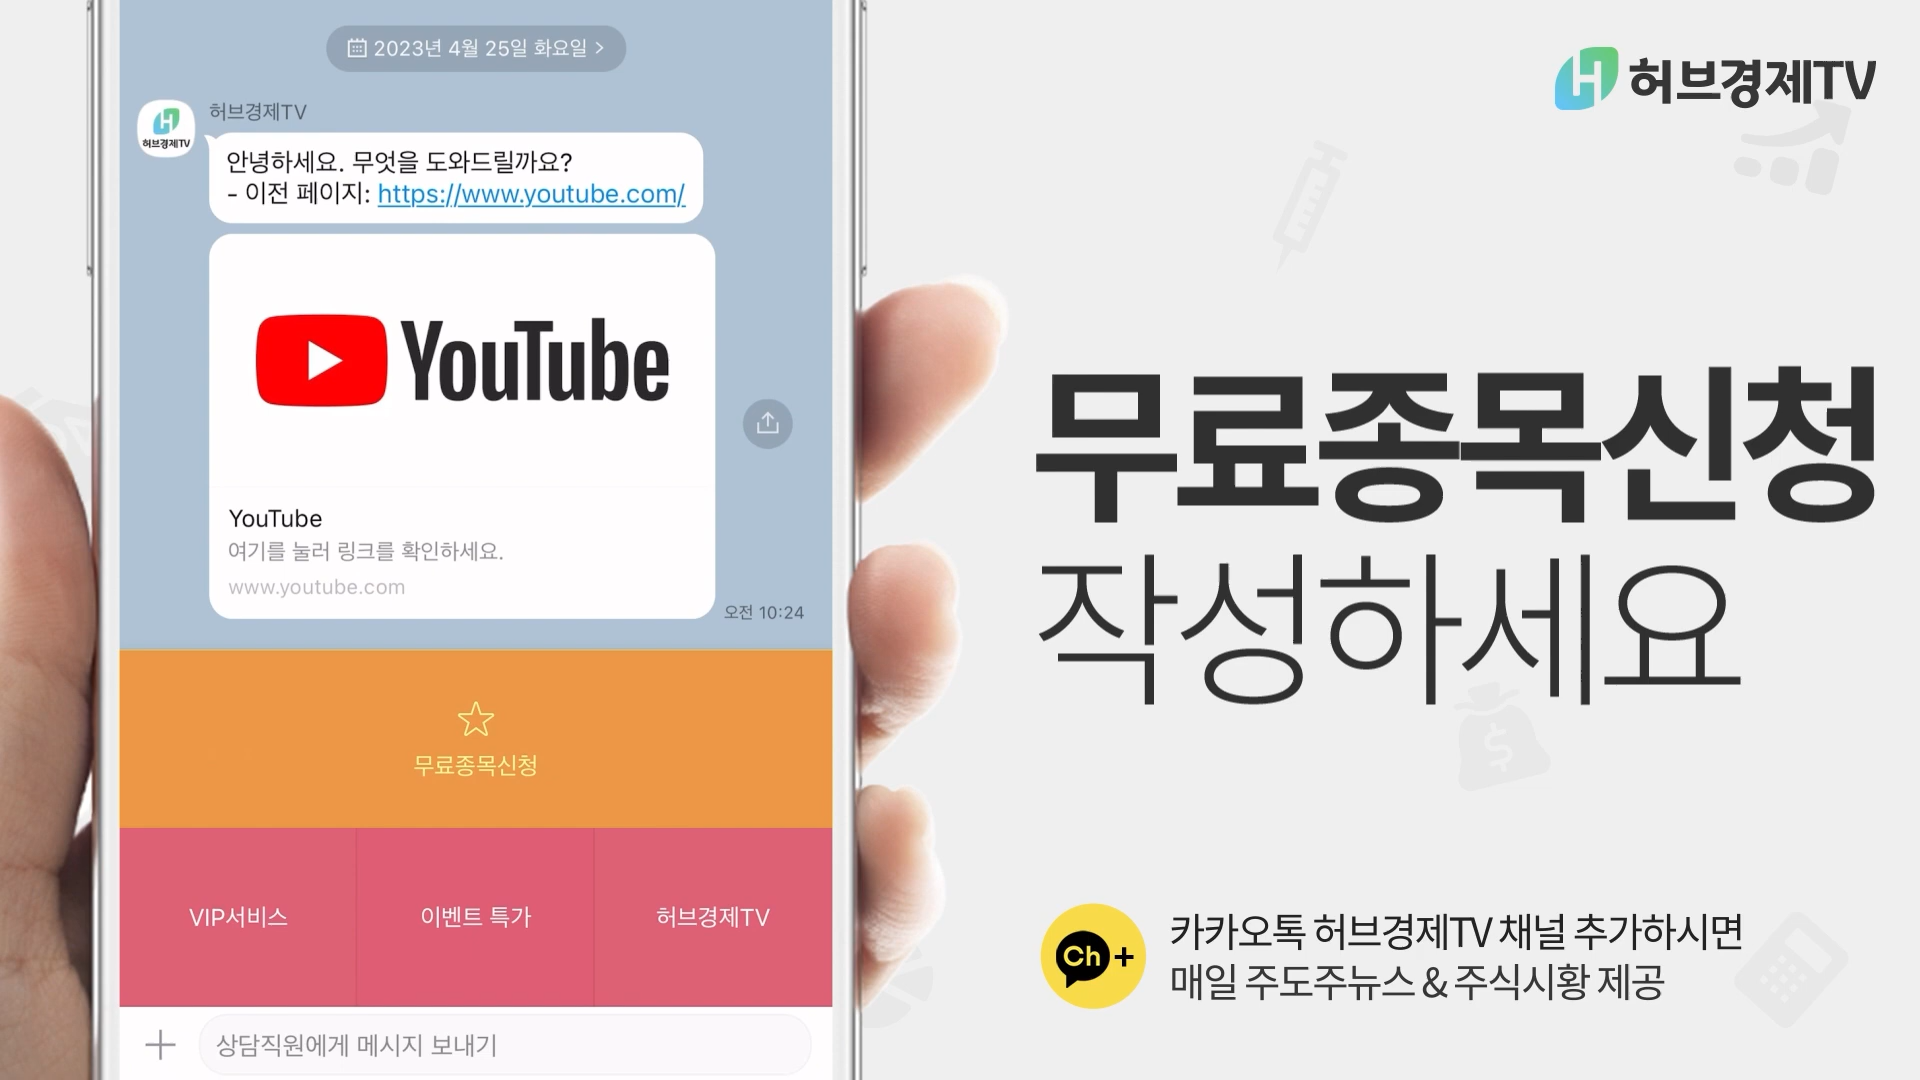 2023년 4월 25일 화요일 >
허브경제TV
허브경제TV
안녕하세요. 무엇을 도와드릴까요?
- 이전 페이지: https://www.youtube.com/
YouTube
YouTube
여기를 눌러 링크를 확인하세요.
www.youtube.com
오전 10:24
무료종목신청
VIP서비스
이벤트 특가
허브경제TV
상담직원에게 메시지 보내기
H 허브경제TV
무료종목신청
작성하세요
Ch+
카카오톡 허브경제TV 채널 추가하시면
매일 주도주뉴스 & 주식시황 제공